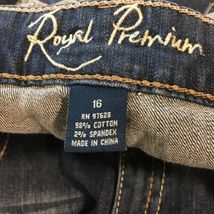 Royal Premium
16
RN 97628
98% COTTON
2% SPANDEX
MADE IN CHINA